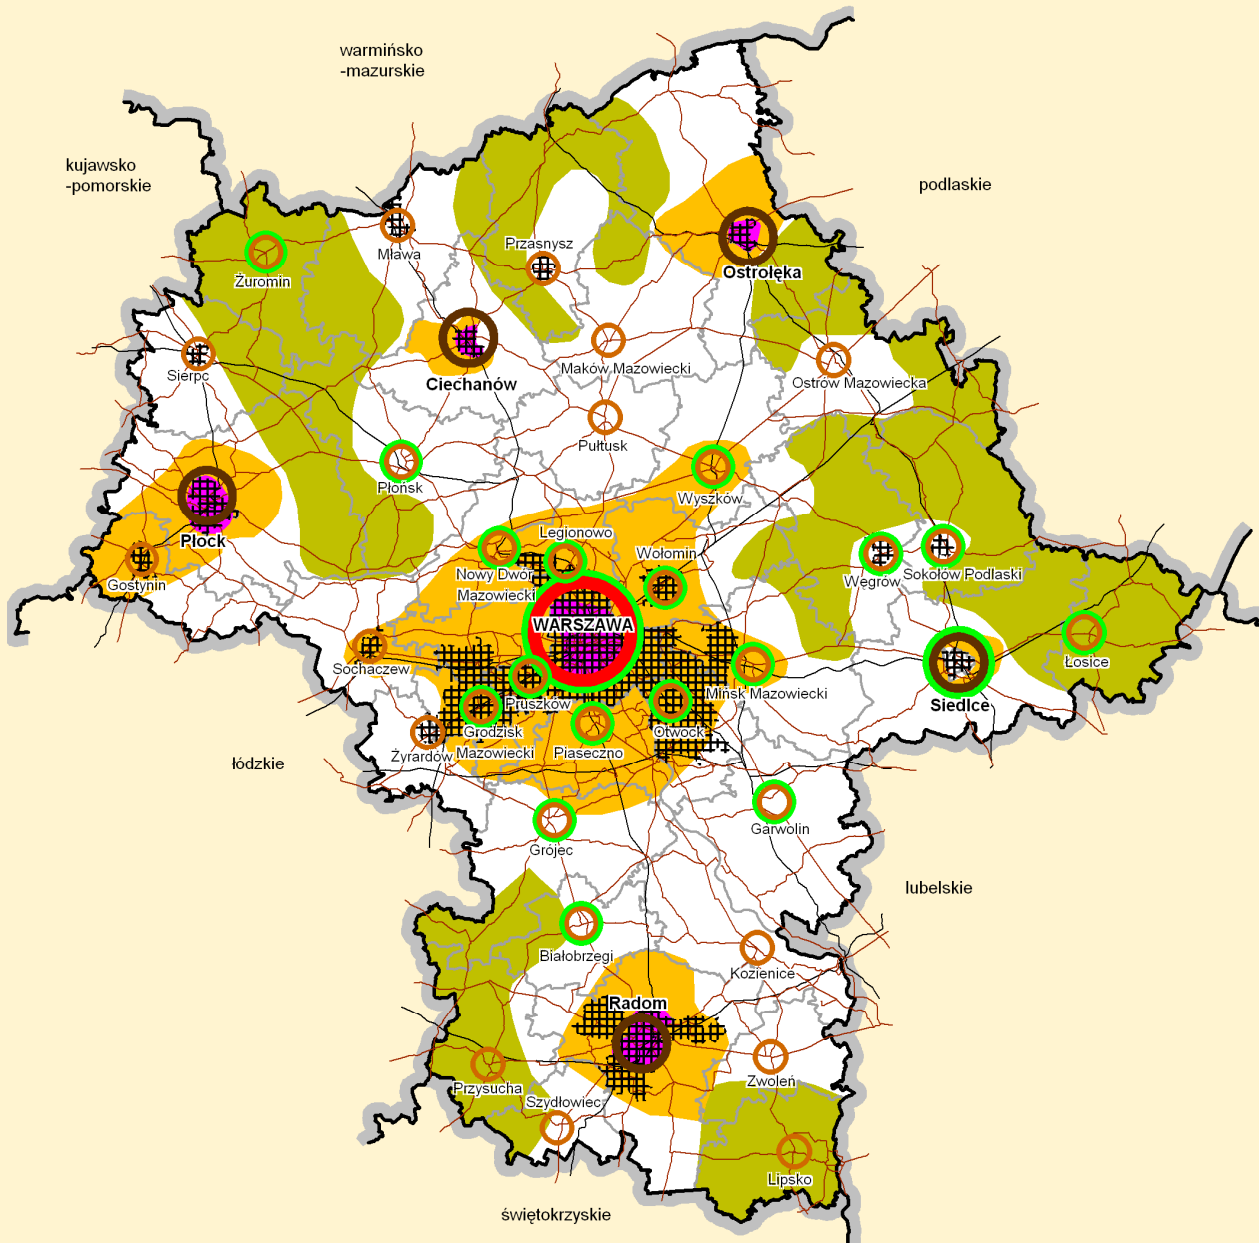 warmińsko
-mazurskie
kujawsko
-pomorskie
podlaskie
Mława
Przasnysz
Żuromin
Ostrołęka
Maków Mazowiecki
Sierpc
Ciechanów
Ostrów Mazowiecka
Pułtusk
Płońsk
Wyszków
Płock
Legionowo
Wołomin
Nowy Dwór
Mazowiecki
Gostynin
Węgrów
Sokołów Podlaski
WARSZAWA
Sochaczew
Łosice
Mińsk Mazowiecki
Pruszków
Siedlce
Grodzisk
Mazowiecki
Otwock
Piaseczno
Żyrardów
łódzkie
Garwolin
Grójec
lubelskie
Białobrzegi
Kozienice
Radom
Zwoleń
Przysucha
Szydłowiec
Lipsko
świętokrzyskie